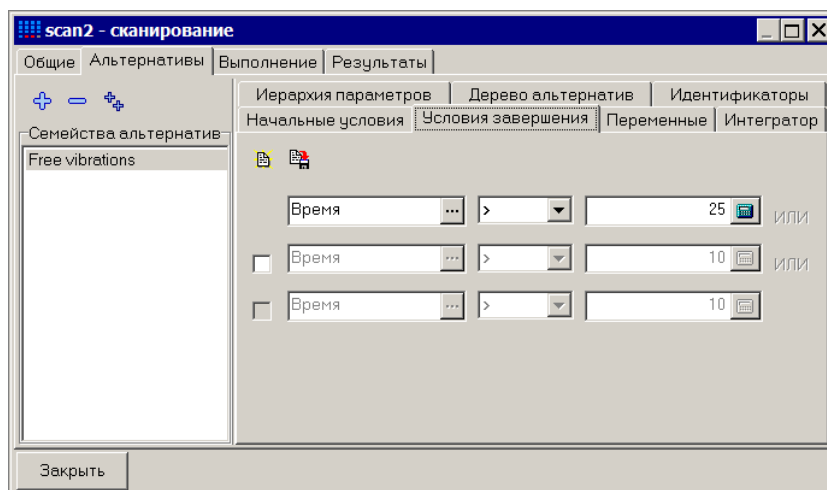 scan2 - сканирование
Общие Альтернативы Выполнение Результаты
Иерархия параметров Дерево альтернатив Идентификаторы
Начальные условия Условия завершения Переменные Интегратор
Семейства альтернатив
Free vibrations
Время ... > 25 или
Время ... > 10 или
Время ... > 10
Закрыть